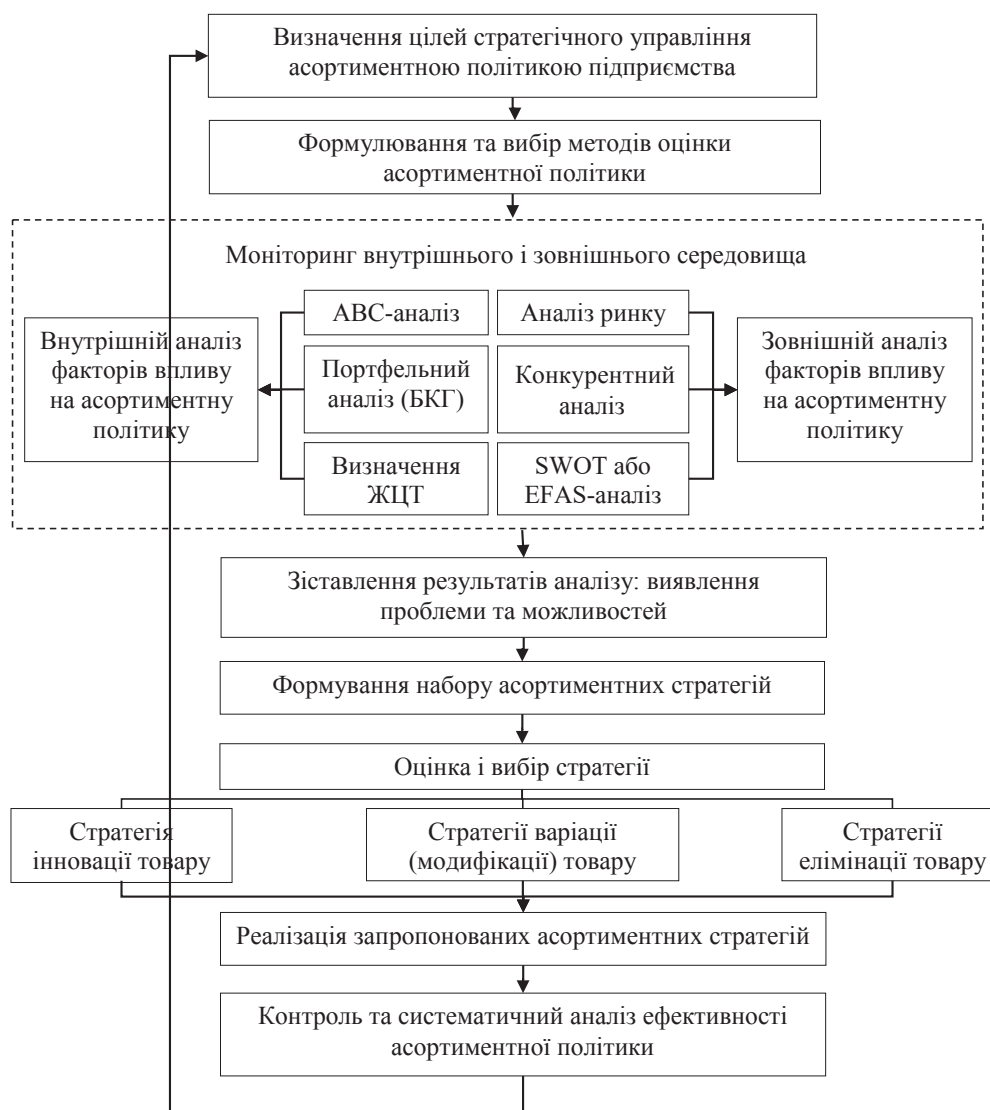 Визначення цілей стратегічного управління
асортиментною політикою підприємства
Формулювання та вибір методів оцінки
асортиментної політики
Моніторинг внутрішнього і зовнішнього середовища
Внутрішній аналіз
факторів впливу
на асортиментну
політику
АВС-аналіз
Портфельний
аналіз (БКГ)
Визначення
ЖЦТ
Аналіз ринку
Конкурентний
аналіз
SWOT або
EFAS-аналіз
Зовнішній аналіз
факторів впливу
на асортиментну
політику
Зіставлення результатів аналізу: виявлення
проблеми та можливостей
Формування набору асортиментних стратегій
Оцінка і вибір стратегії
Стратегія
інновації товару
Стратегії варіації
(модифікації) товару
Стратегії
елімінації товару
Реалізація запропонованих асортиментних стратегій
Контроль та систематичний аналіз ефективності
асортиментної політики